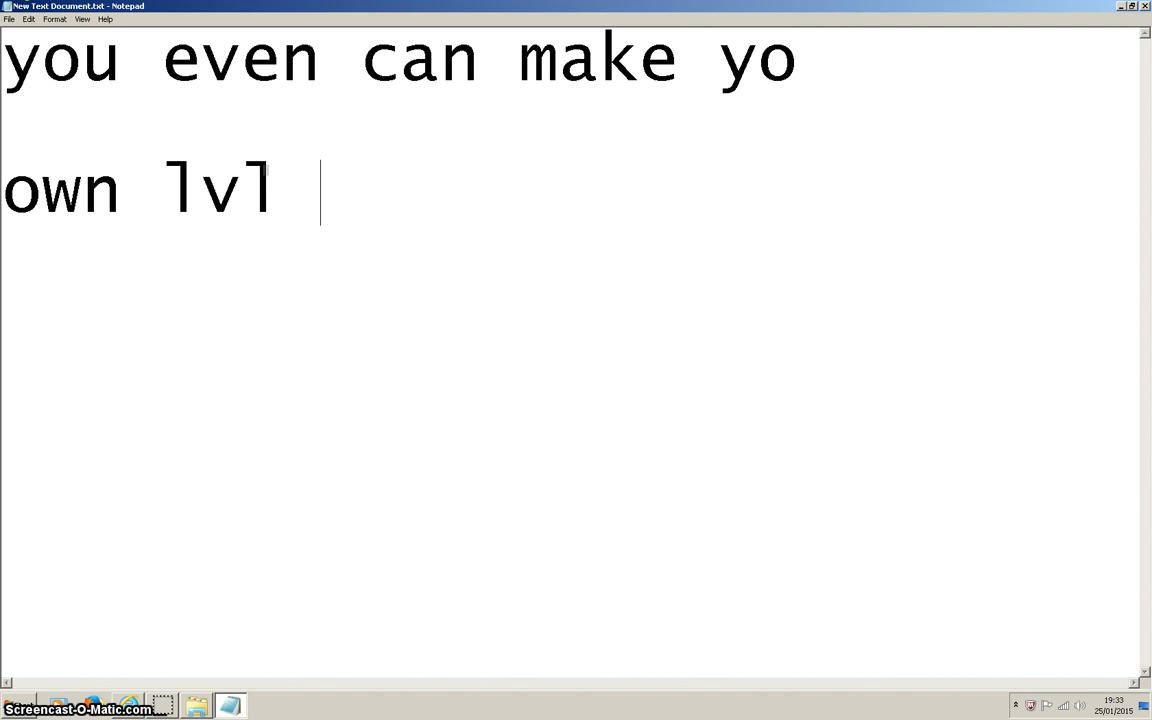 New Text Document.txt - Notepad
File Edit Format View Help
you even can make yo
own lvl
Screencast-O-Matic.com
19:33
25/01/2015